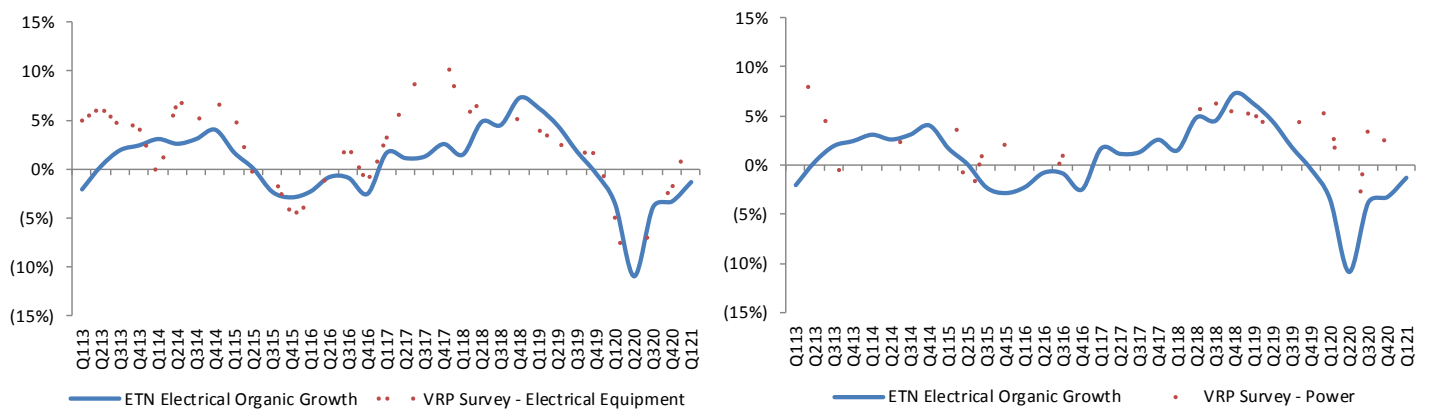 15%
10%
5%
0%
(5%)
(10%)
(15%)
Q113
Q213
Q313
Q413
Q114
Q214
Q314
Q414
Q115
Q215
Q315
Q415
Q116
Q216
Q316
Q416
Q117
Q217
Q317
Q417
Q118
Q218
Q318
Q418
Q119
Q219
Q319
Q419
Q120
Q220
Q320
Q420
Q121
ETN Electrical Organic Growth
VRP Survey - Electrical Equipment
15%
10%
5%
0%
(5%)
(10%)
(15%)
Q113
Q213
Q313
Q413
Q114
Q214
Q314
Q414
Q115
Q215
Q315
Q415
Q116
Q216
Q316
Q416
Q117
Q217
Q317
Q417
Q118
Q218
Q318
Q418
Q119
Q219
Q319
Q419
Q120
Q220
Q320
Q420
Q121
ETN Electrical Organic Growth
VRP Survey - Power